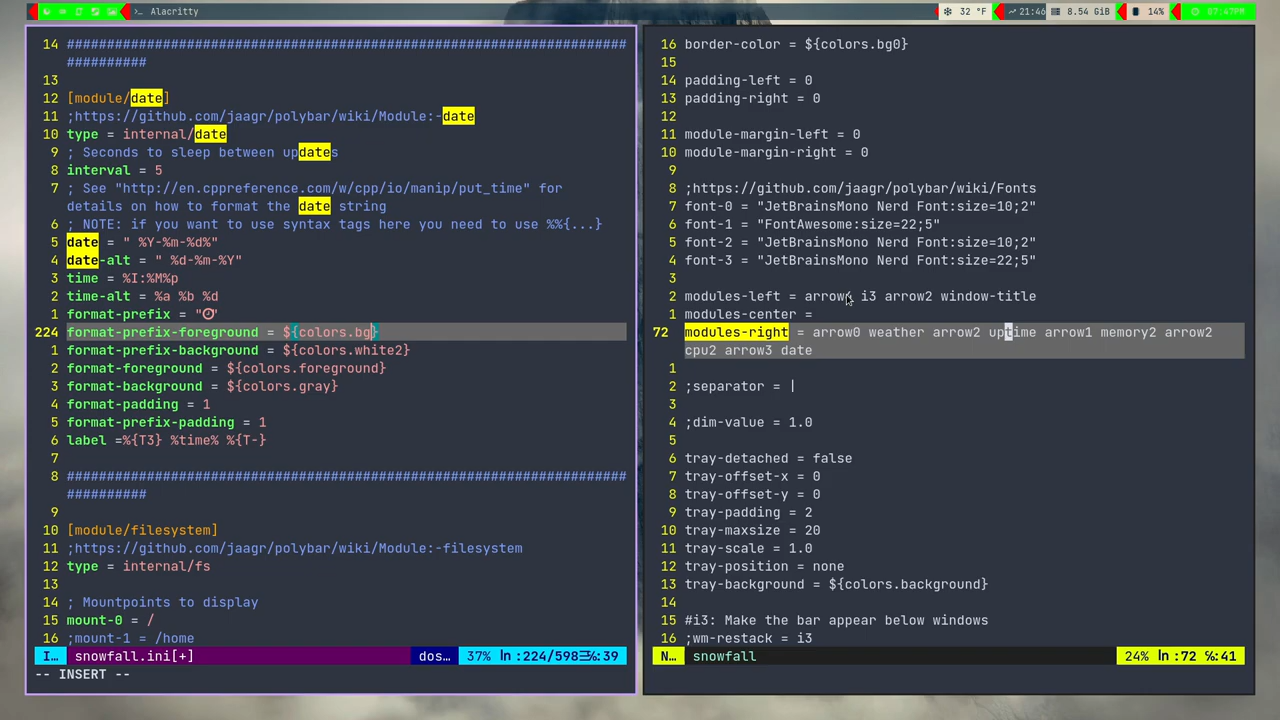 Alacritty
32 °F
21:46
8.54 GiB
14%
07:47PM
14 ######################################################################
##########
13
12 [module/date]
11 ;https://github.com/jaagr/polybar/wiki/Module:-date
10 type = internal/date
9 ; Seconds to sleep between updates
8 interval = 5
7 ; See "http://en.cppreference.com/w/cpp/io/manip/put_time" for
details on how to format the date string
6 ; NOTE: if you want to use syntax tags here you need to use %%{...}
5 date = " %Y-%m-%d%"
4 date-alt = " %d-%m-%Y"
3 time = %I:%M%p
2 time-alt = %a %b %d
1 format-prefix = "
224 format-prefix-foreground = ${colors.bg}
1 format-prefix-background = ${colors.white2}
2 format-foreground = ${colors.foreground}
3 format-background = ${colors.gray}
4 format-padding = 1
5 format-prefix-padding = 1
6 label =%{T3} %time% %{T-}
7
8 ######################################################################
##########
9
10 [module/filesystem]
11 ;https://github.com/jaagr/polybar/wiki/Module:-filesystem
12 type = internal/fs
13
14 ; Mountpoints to display
15 mount-0 = /
16 ;mount-1 = /home
I… snowfall.ini[+] dos… 37% ln :224/598☰℅:39
-- INSERT --
16 border-color = ${colors.bg0}
15
14 padding-left = 0
13 padding-right = 0
12
11 module-margin-left = 0
10 module-margin-right = 0
9
8 ;https://github.com/jaagr/polybar/wiki/Fonts
7 font-0 = "JetBrainsMono Nerd Font:size=10;2"
6 font-1 = "FontAwesome:size=22;5"
5 font-2 = "JetBrainsMono Nerd Font:size=10;2"
4 font-3 = "JetBrainsMono Nerd Font:size=22;5"
3
2 modules-left = arrow4 i3 arrow2 window-title
1 modules-center =
72 modules-right = arrow0 weather arrow2 uptime arrow1 memory2 arrow2
cpu2 arrow3 date
1
2 ;separator = |
3
4 ;dim-value = 1.0
5
6 tray-detached = false
7 tray-offset-x = 0
8 tray-offset-y = 0
9 tray-padding = 2
10 tray-maxsize = 20
11 tray-scale = 1.0
12 tray-position = none
13 tray-background = ${colors.background}
14
15 #i3: Make the bar appear below windows
16 ;wm-restack = i3
N… snowfall 24% ln :72 ℅:41